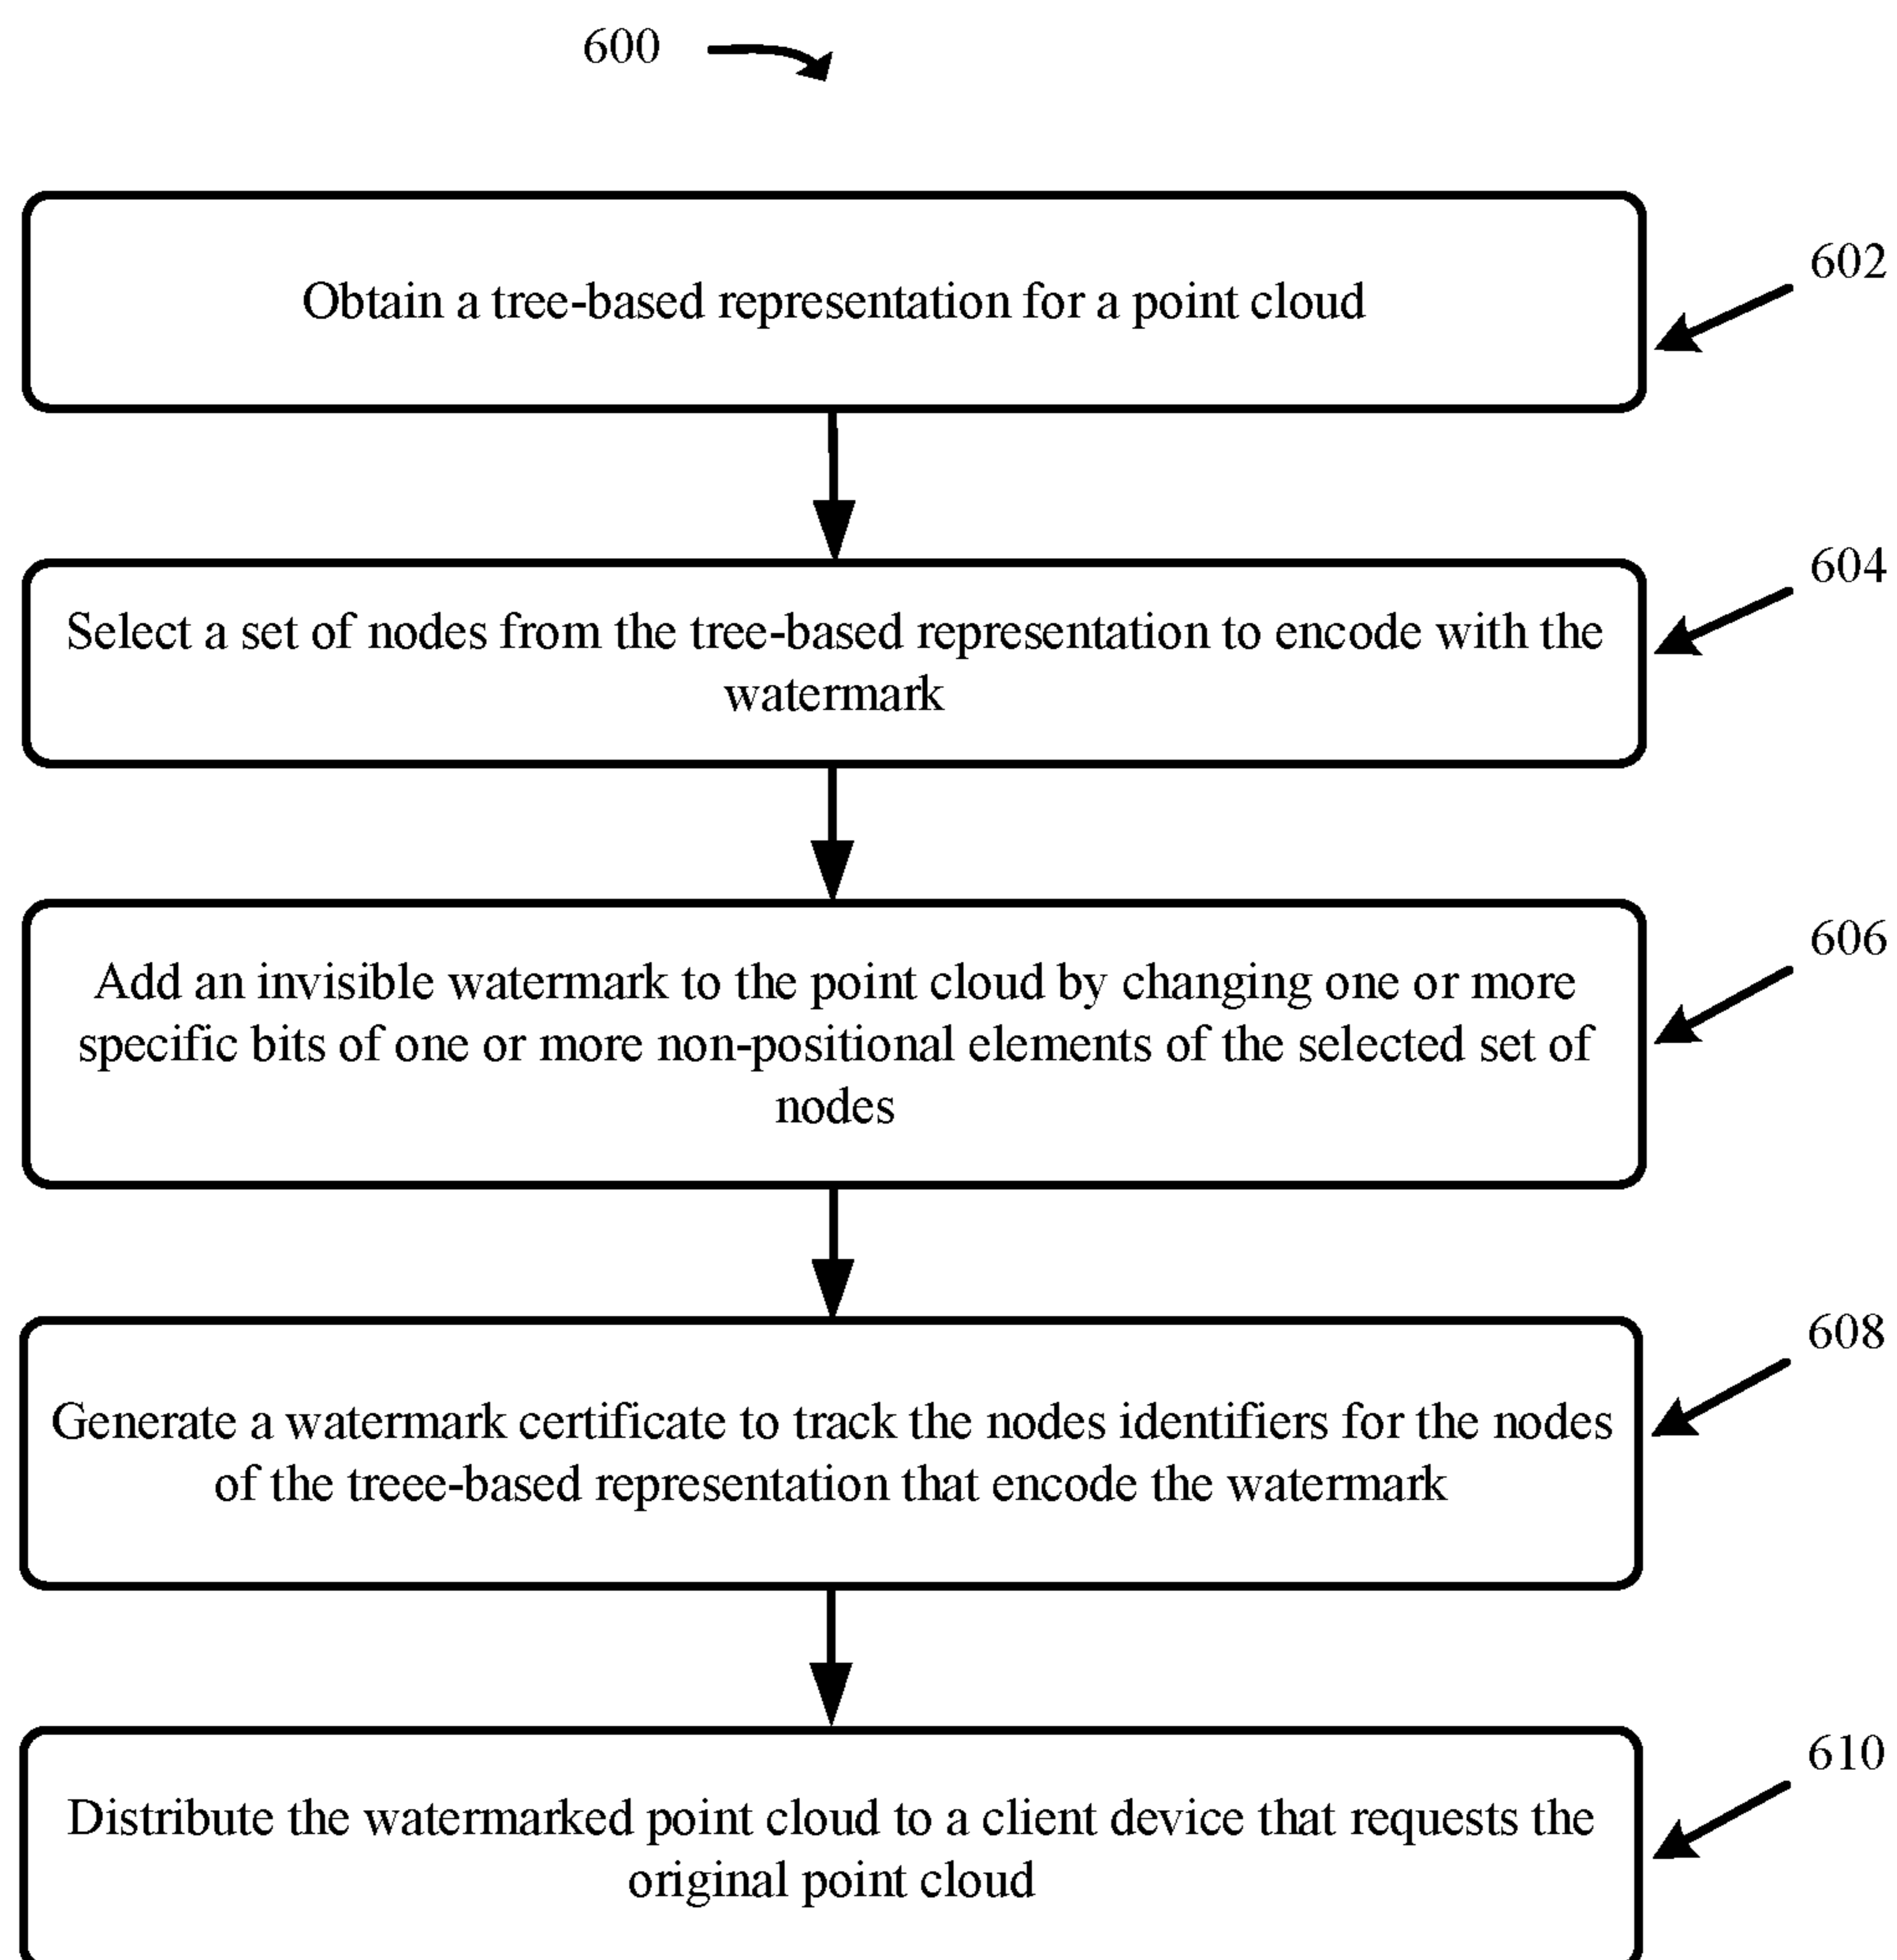 600
602
Obtain a tree-based representation for a point cloud
604
Select a set of nodes from the tree-based representation to encode with the
watermark
606
Add an invisible watermark to the point cloud by changing one or more
specific bits of one or more non-positional elements of the selected set of
nodes
608
Generate a watermark certificate to track the nodes identifiers for the nodes
of the treee-based representation that encode the watermark
610
Distribute the watermarked point cloud to a client device that requests the
original point cloud